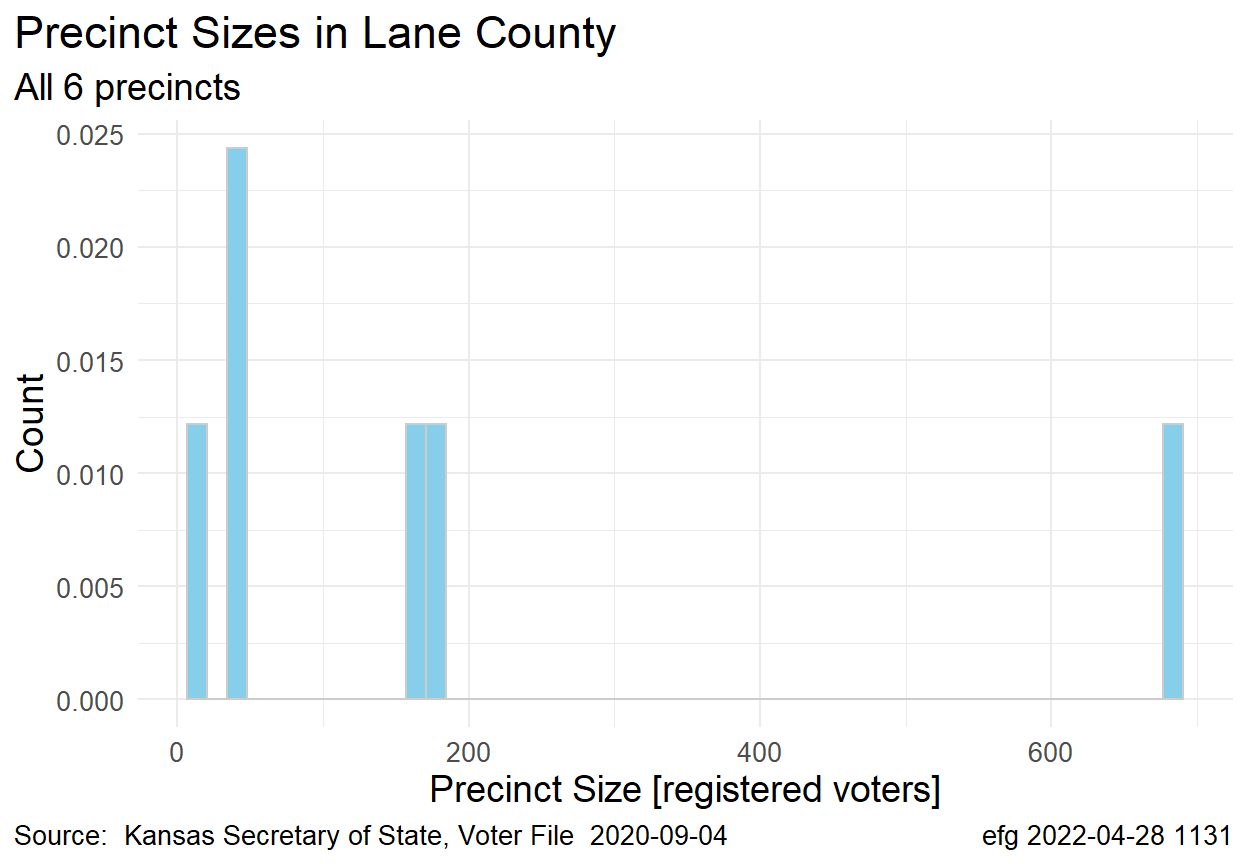 Precinct Sizes in Lane County
All 6 precincts
0.025
0.020
0.015
0.010
0.005
0.000
Count
0 200 400 600
Precinct Size [registered voters]
Source:  Kansas Secretary of State, Voter File  2020-09-04 efg 2022-04-28 1131